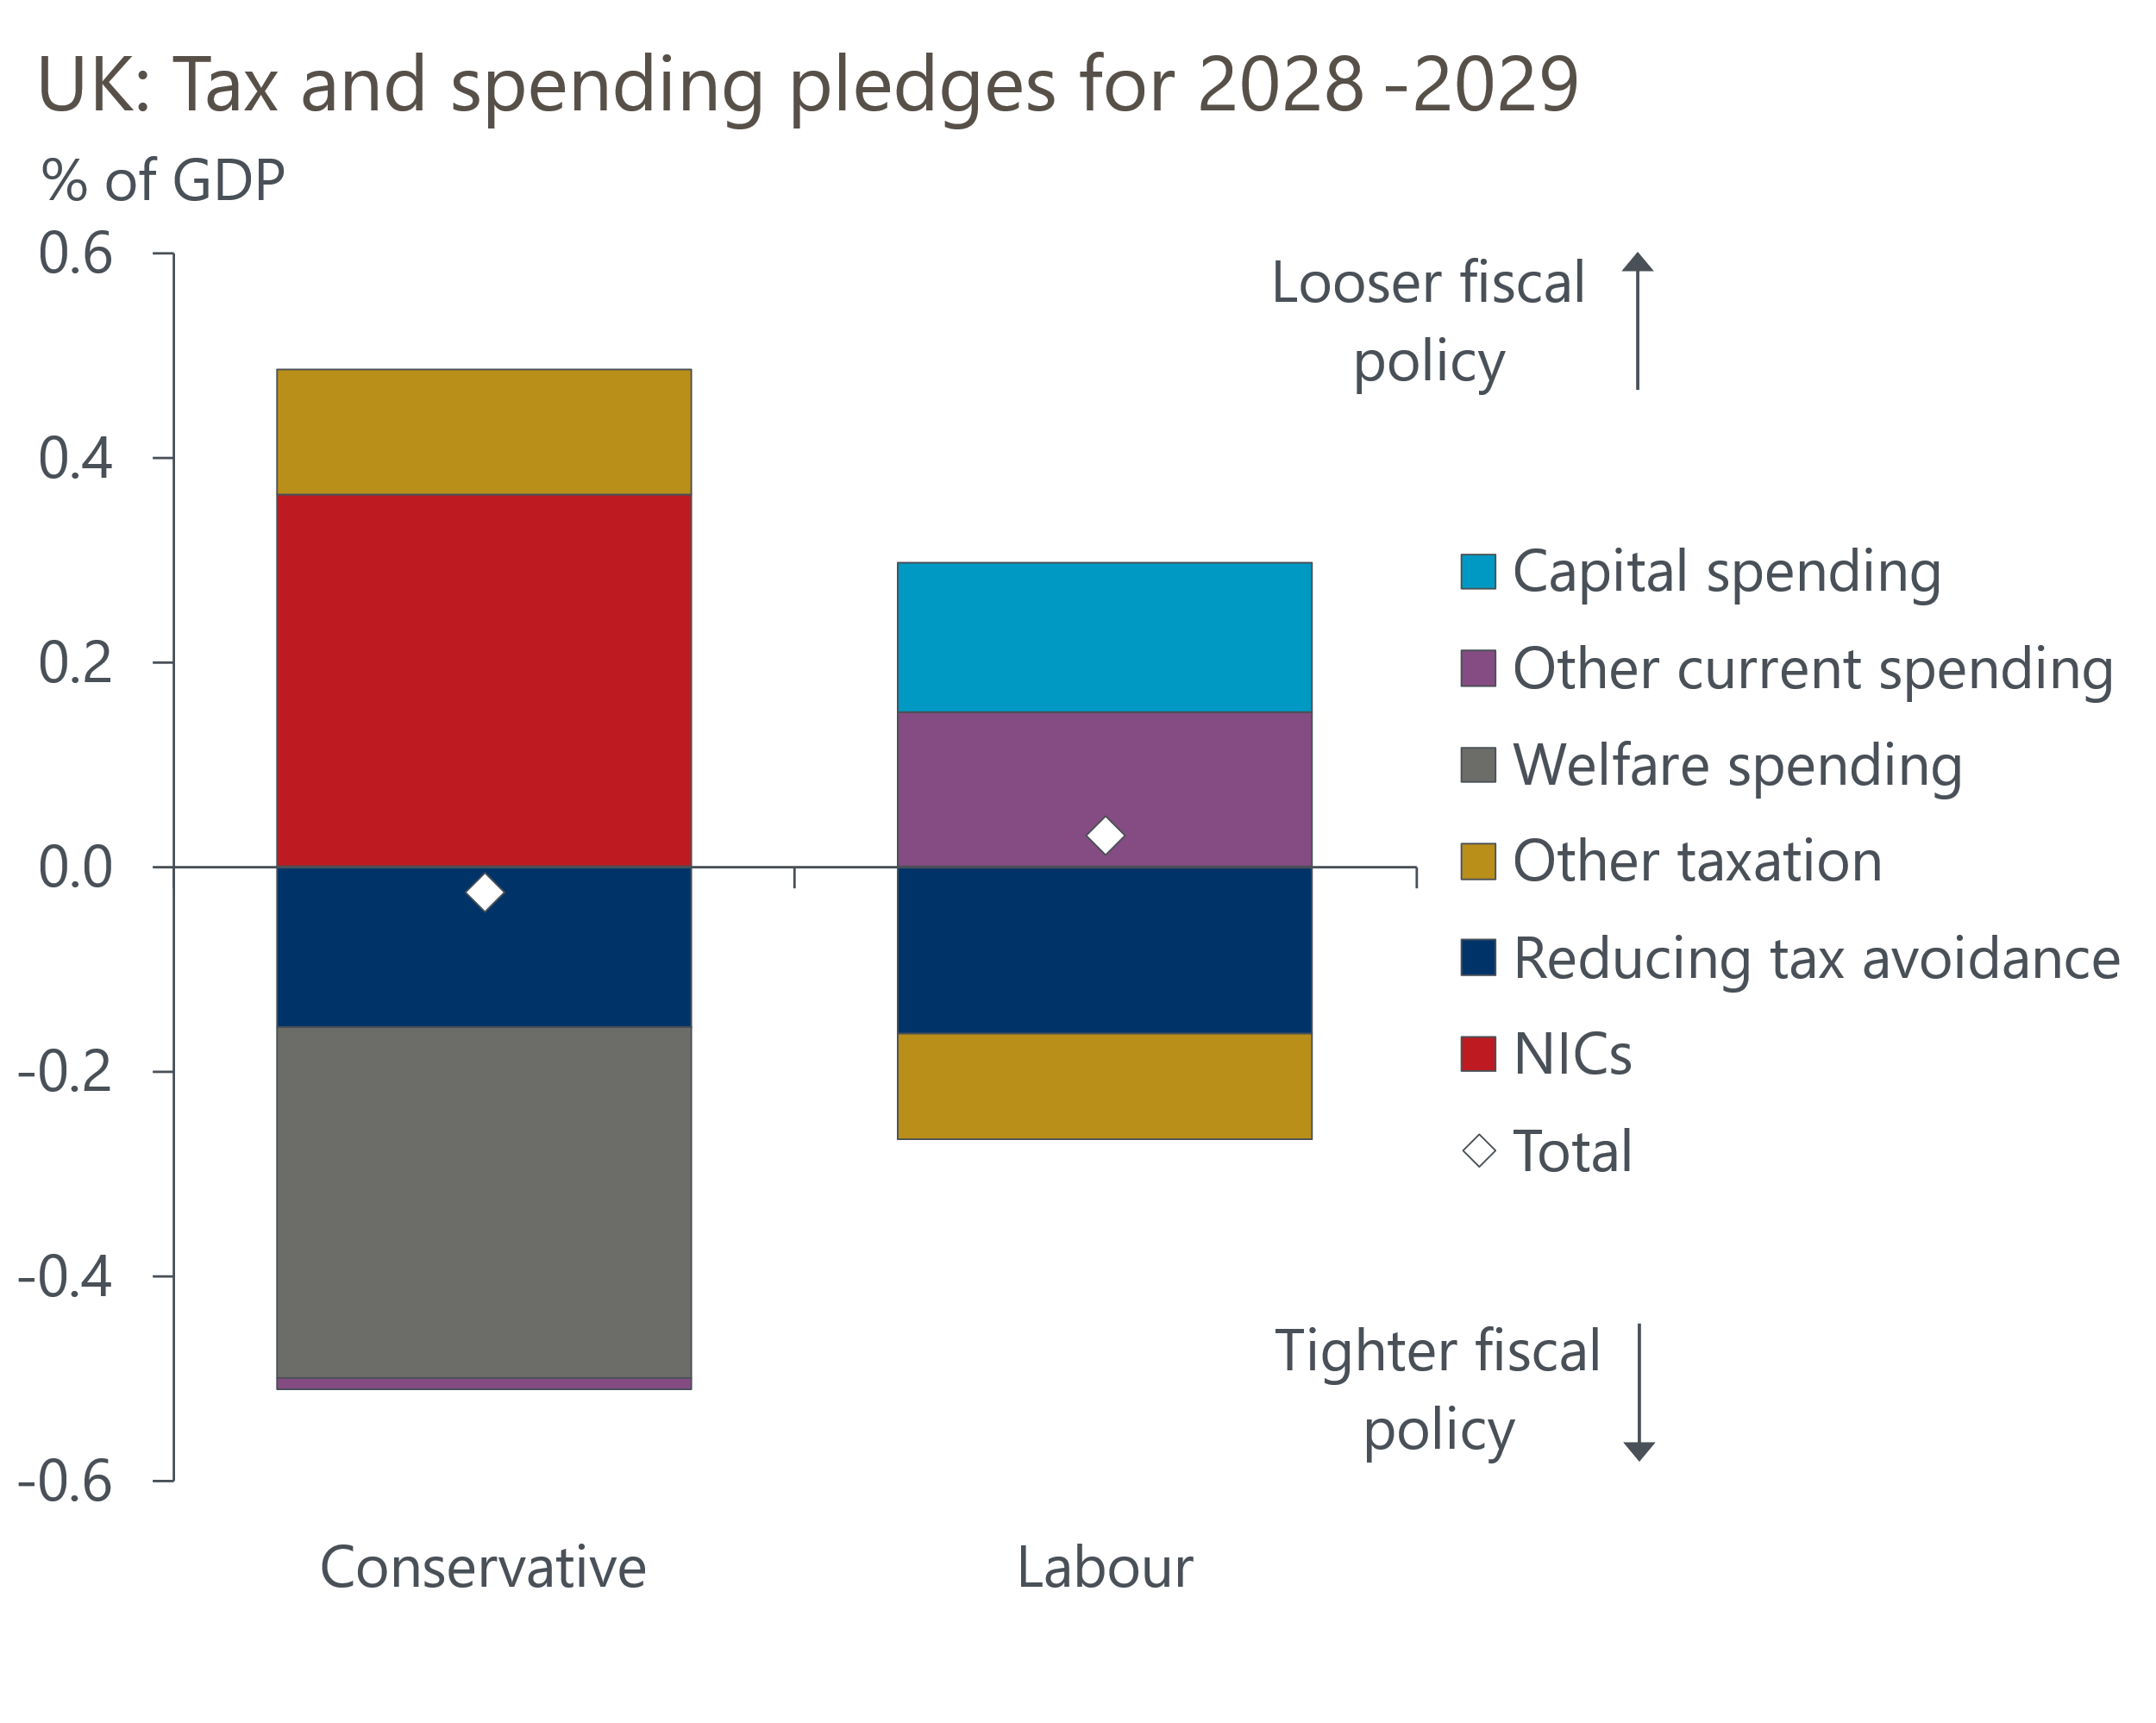 UK: Tax and spending pledges for 2028 -2029
% of GDP
0.6
0.4
0.2
0.0
-0.2
-0.4
-0.6
Looser fiscal
policy
Capital spending
Other current spending
Welfare spending
Other taxation
Reducing tax avoidance
NICs
Total
Tighter fiscal
policy
Conservative
Labour